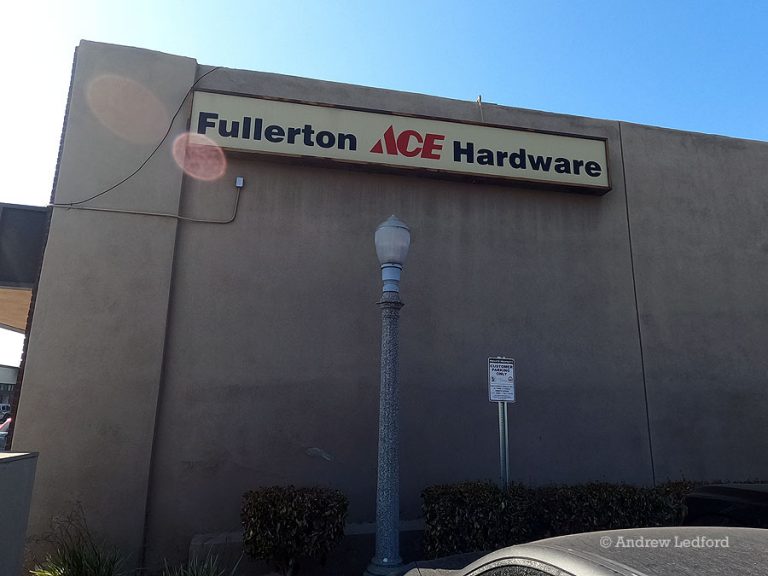 Fullerton ACE Hardware
CUSTOMER
PARKING
ONLY
© Andrew Ledford